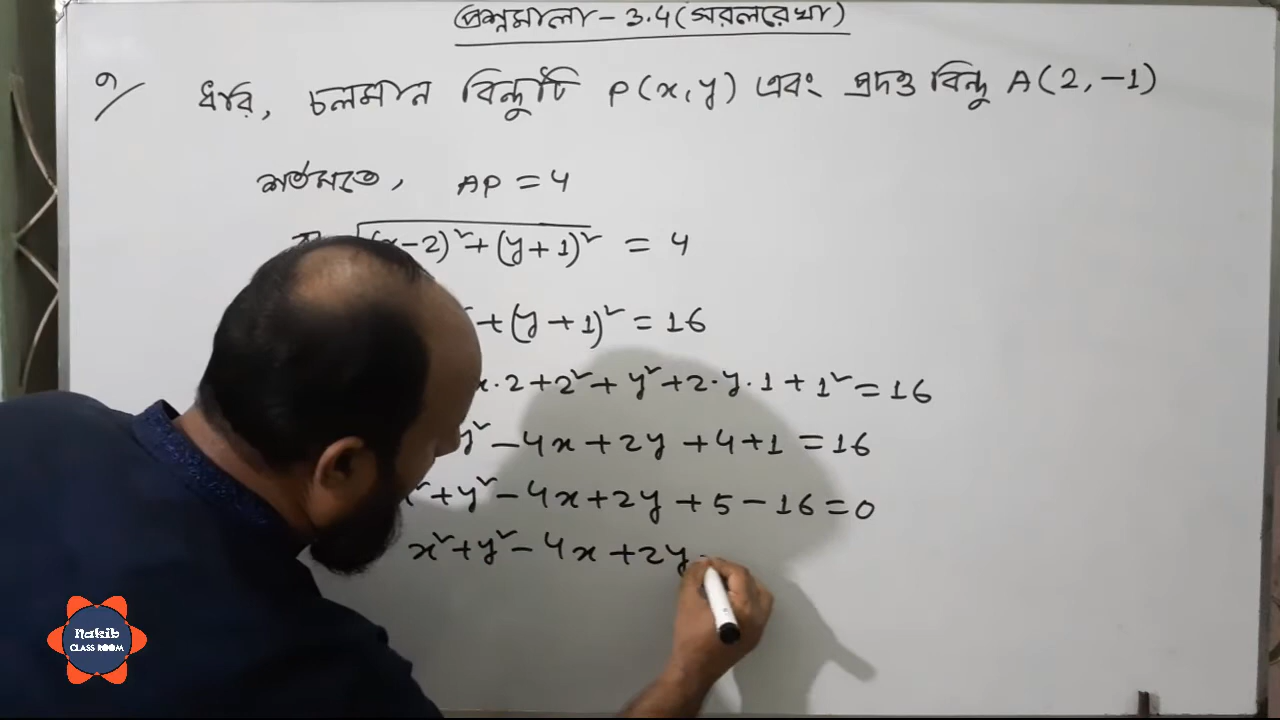 প্রশ্নমালা - 3.4 (সরলরেখা)
৭/ ধরি, চলমান বিন্দুটি P(x, y) এবং প্রদত্ত বিন্দু A(2, -1)
শর্তমতে, AP = 4
-2)² + (y + 1)² = 4
+ (y + 1)² = 16
x · 2 + 2² + y² + 2 · y · 1 + 1² = 16
y² - 4x + 2y + 4 + 1 = 16
x² + y² - 4x + 2y + 5 - 16 = 0
x² + y² - 4x + 2y
Nakib
CLASS ROOM